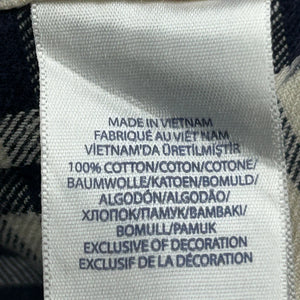 MADE IN VIETNAM
FABRIQUÉ AU VIÊT NAM
VİETNAM'DA ÜRETİLMİŞTİR
100% COTTON/COTON/COTONE/
BAUMWOLLE/KATOEN/BOMULD/
ALGODÓN/ALGODÃO/
ХЛОПОК/ПАМУК/BAMBAKI/
BOMULL/PAMUK
EXCLUSIVE OF DECORATION
EXCLUSIF DE LA DÉCORATION